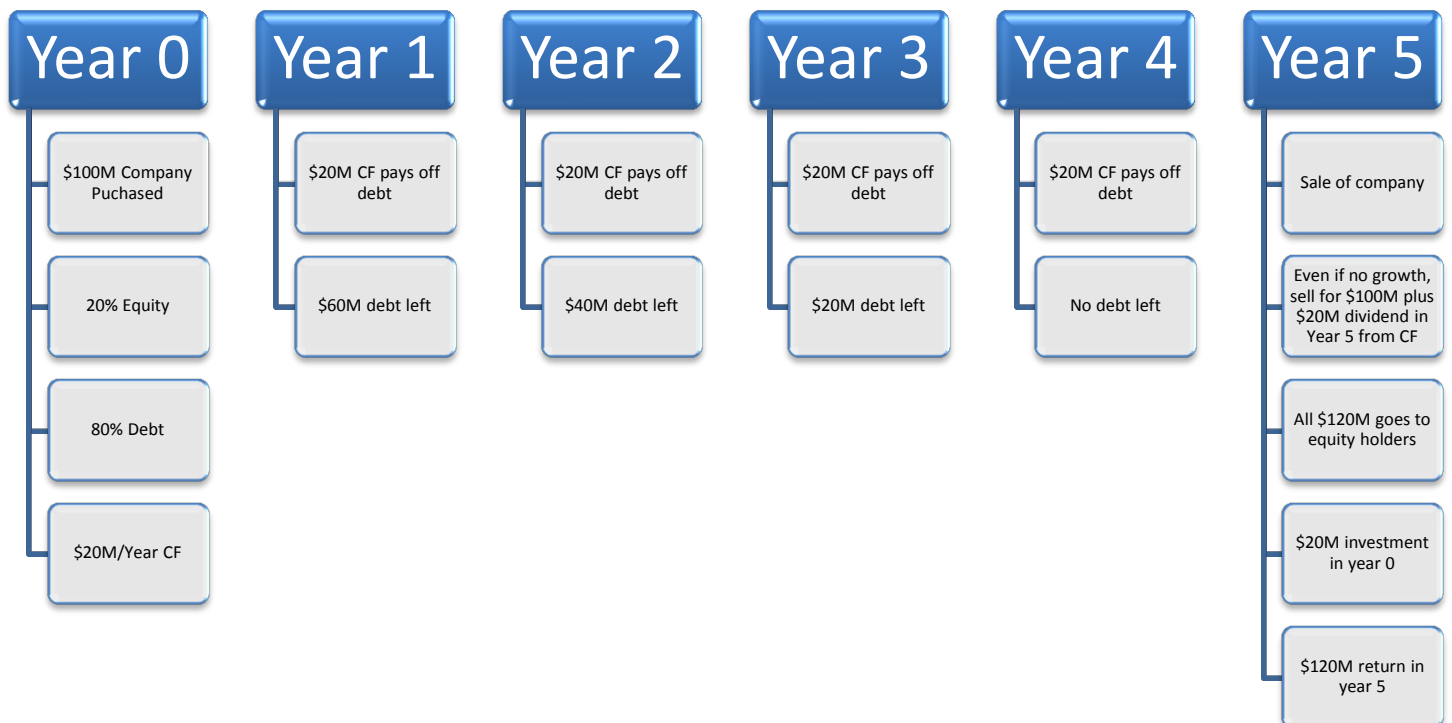 Year 0
$100M Company
Puchased
20% Equity
80% Debt
$20M/Year CF
Year 1
$20M CF pays off
debt
$60M debt left
Year 2
$20M CF pays off
debt
$40M debt left
Year 3
$20M CF pays off
debt
$20M debt left
Year 4
$20M CF pays off
debt
No debt left
Year 5
Sale of company
Even if no growth,
sell for $100M plus
$20M dividend in
Year 5 from CF
All $120M goes to
equity holders
$20M investment
in year 0
$120M return in
year 5